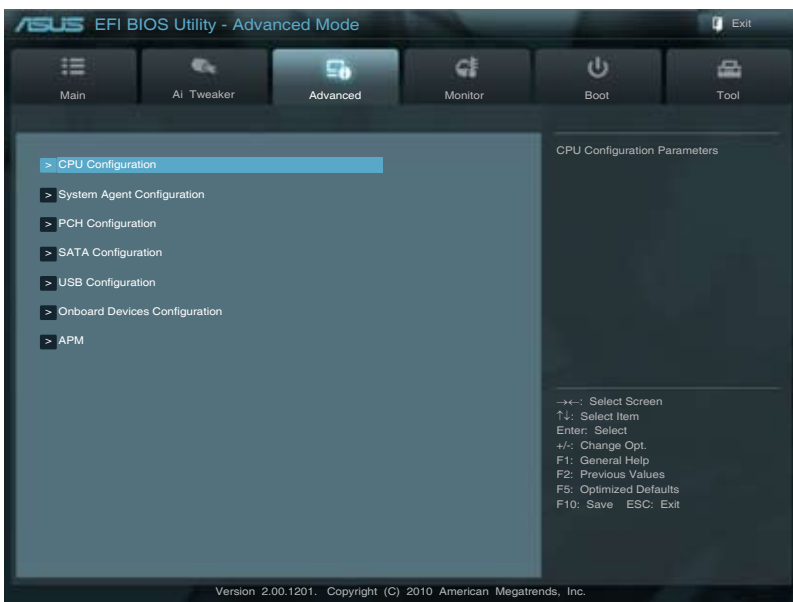 ASUS EFI BIOS Utility - Advanced Mode
Exit
Main
Ai Tweaker
Advanced
Monitor
Boot
Tool
> CPU Configuration
> System Agent Configuration
> PCH Configuration
> SATA Configuration
> USB Configuration
> Onboard Devices Configuration
> APM
CPU Configuration Parameters
→←: Select Screen
↑↓: Select Item
Enter: Select
+/-: Change Opt.
F1: General Help
F2: Previous Values
F5: Optimized Defaults
F10: Save ESC: Exit
Version 2.00.1201. Copyright (C) 2010 American Megatrends, Inc.